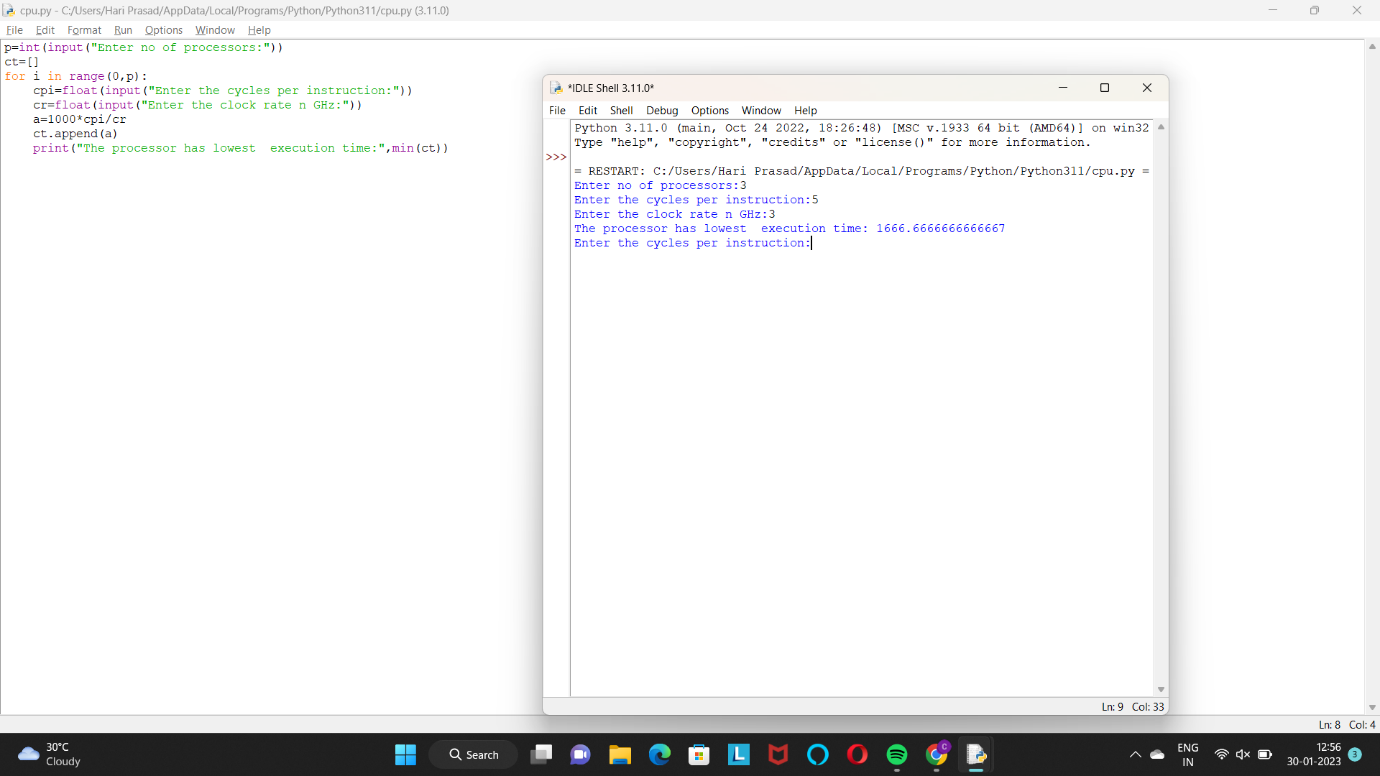 cpu.py - C:/Users/Hari Prasad/AppData/Local/Programs/Python/Python311/cpu.py (3.11.0)
File Edit Format Run Options Window Help
p=int(input("Enter no of processors:"))
ct=[]
for i in range(0,p):
    cpi=float(input("Enter the cycles per instruction:"))
    cr=float(input("Enter the clock rate n GHz:"))
    a=1000*cpi/cr
    ct.append(a)
    print("The processor has lowest  execution time:",min(ct))
*IDLE Shell 3.11.0*
File Edit Shell Debug Options Window Help
Python 3.11.0 (main, Oct 24 2022, 18:26:48) [MSC v.1933 64 bit (AMD64)] on win32
Type "help", "copyright", "credits" or "license()" for more information.
>>>
= RESTART: C:/Users/Hari Prasad/AppData/Local/Programs/Python/Python311/cpu.py =
Enter no of processors:3
Enter the cycles per instruction:5
Enter the clock rate n GHz:3
The processor has lowest  execution time: 1666.6666666666667
Enter the cycles per instruction:
Ln: 9 Col: 33
Ln: 8 Col: 4
30°C
Cloudy
Search
L
C
ENG
IN
12:56
30-01-2023
3